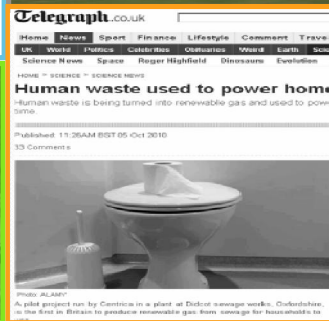 Telegraph.co.uk
Home News Sport Finance Lifestyle Comment Trave
UK World Politics Celebrities Obituaries Weird Earth Scie
Science News Space Roger Highfield Dinosaurs Evolution
HOME > SCIENCE > SCIENCE NEWS
Human waste used to power home
Human waste is being turned into renewable gas and used to powe
time.
Published: 11:26AM BST 05 Oct 2010
33 Comments
Photo: ALAMY
A pilot project run by Centrica in a plant at Didcot sewage works, Oxfordshire,
is the first in Britain to produce renewable gas from sewage for households to